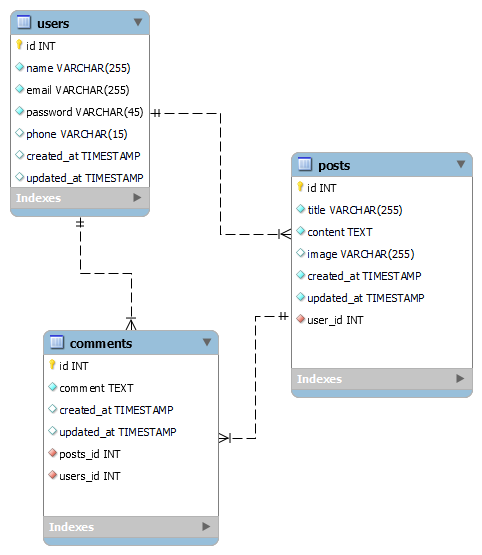 users
id INT
name VARCHAR(255)
email VARCHAR(255)
password VARCHAR(45)
phone VARCHAR(15)
created_at TIMESTAMP
updated_at TIMESTAMP
Indexes
posts
id INT
title VARCHAR(255)
content TEXT
image VARCHAR(255)
created_at TIMESTAMP
updated_at TIMESTAMP
user_id INT
Indexes
comments
id INT
comment TEXT
created_at TIMESTAMP
updated_at TIMESTAMP
posts_id INT
users_id INT
Indexes